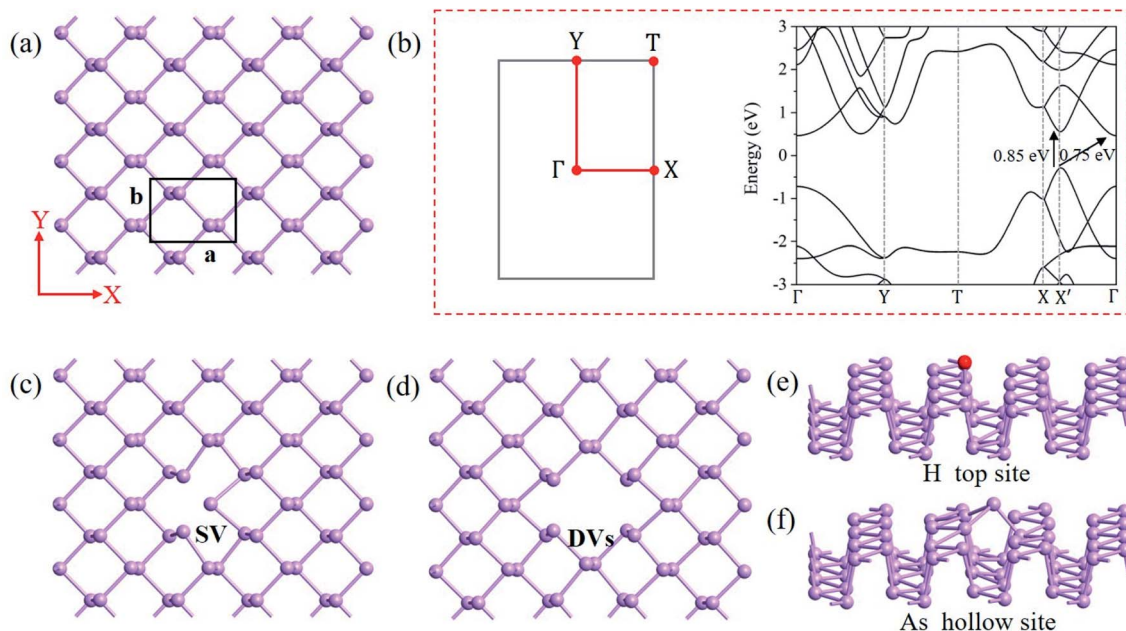 (a)
b
a
Y
X
(b)
Y
T
Γ
X
Energy (eV)
3
2
1
0
-1
-2
-3
0.85 eV
0.75 eV
Γ
Y
T
X
X′
Γ
(c)
SV
(d)
DVs
(e)
H top site
(f)
As hollow site